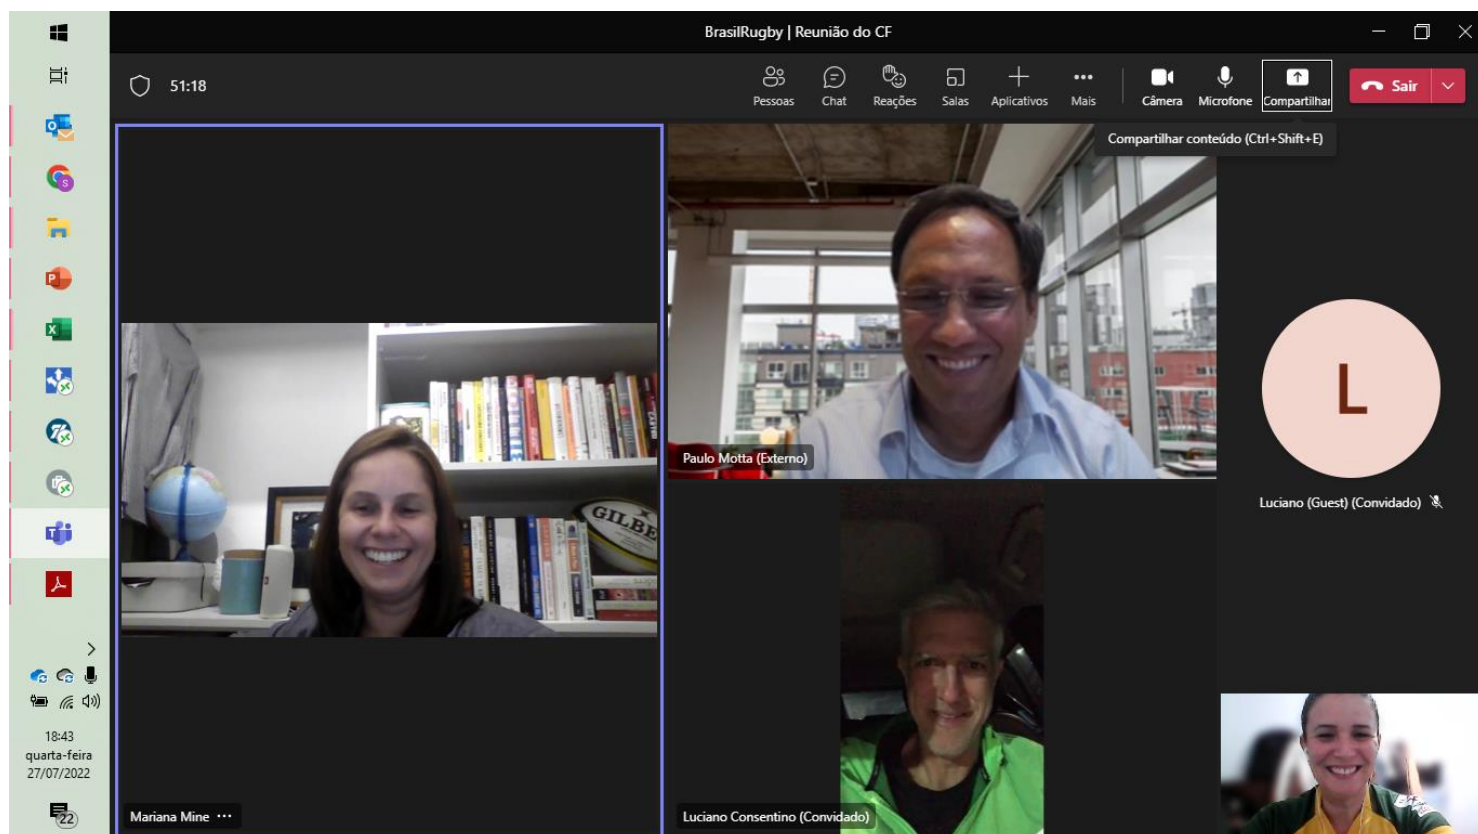 BrasilRugby | Reunião do CF
51:18
Pessoas
Chat
Reações
Salas
Aplicativos
Mais
Câmera
Microfone
Compartilhar
Sair
Compartilhar conteúdo (Ctrl+Shift+E)
GILBE
Paulo Motta (Externo)
L
Luciano (Guest) (Convidado)
18:43
quarta-feira
27/07/2022
22
Mariana Mine ...
Luciano Consentino (Convidado)